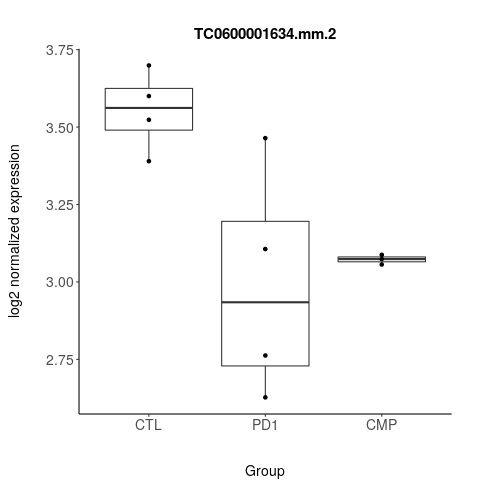 TC0600001634.mm.2
log2 normalized expression
3.75
3.50
3.25
3.00
2.75
CTL
PD1
CMP
Group